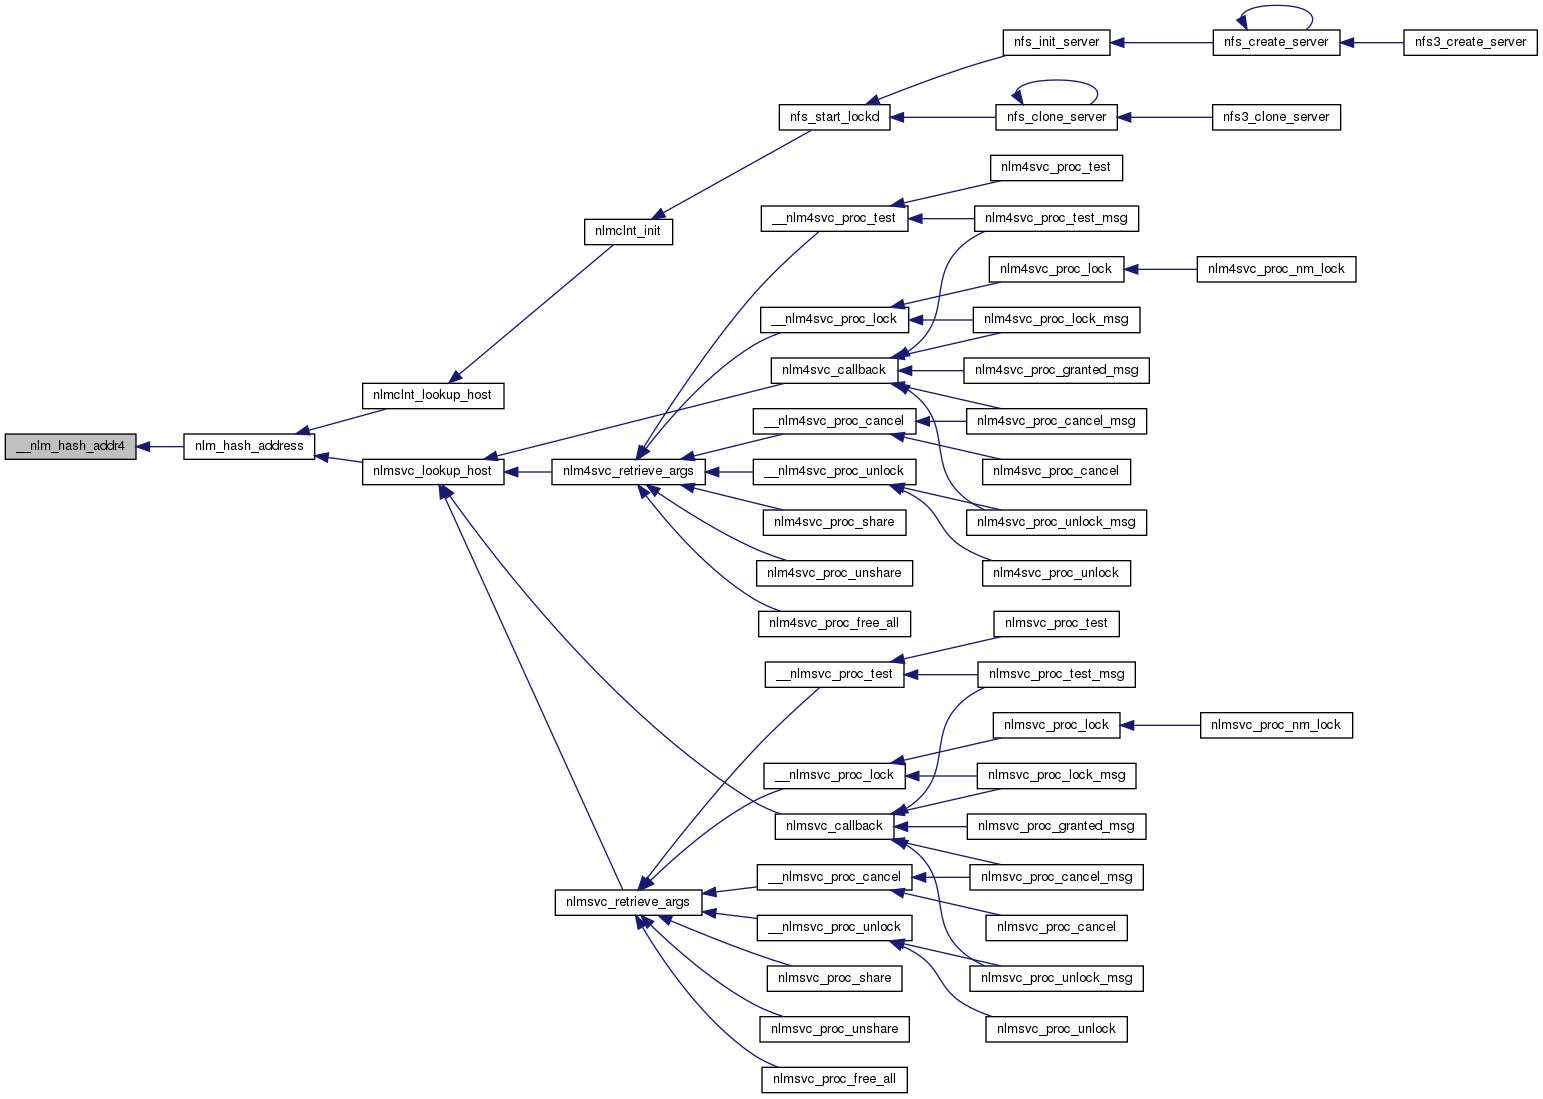 nfs_init_server
nfs_create_server
nfs3_create_server
nfs_start_lockd
nfs_clone_server
nfs3_clone_server
nlm4svc_proc_test
__nlm4svc_proc_test
nlm4svc_proc_test_msg
nlmclnt_init
nlm4svc_proc_lock
nlm4svc_proc_nm_lock
__nlm4svc_proc_lock
nlm4svc_proc_lock_msg
nlm4svc_callback
nlm4svc_proc_granted_msg
nlmclnt_lookup_host
__nlm4svc_proc_cancel
nlm4svc_proc_cancel_msg
__nlm_hash_addr4
nlm_hash_address
nlmsvc_lookup_host
nlm4svc_retrieve_args
__nlm4svc_proc_unlock
nlm4svc_proc_cancel
nlm4svc_proc_share
nlm4svc_proc_unlock_msg
nlm4svc_proc_unshare
nlm4svc_proc_unlock
nlm4svc_proc_free_all
nlmsvc_proc_test
__nlmsvc_proc_test
nlmsvc_proc_test_msg
nlmsvc_proc_lock
nlmsvc_proc_nm_lock
__nlmsvc_proc_lock
nlmsvc_proc_lock_msg
nlmsvc_callback
nlmsvc_proc_granted_msg
__nlmsvc_proc_cancel
nlmsvc_proc_cancel_msg
nlmsvc_retrieve_args
__nlmsvc_proc_unlock
nlmsvc_proc_cancel
nlmsvc_proc_share
nlmsvc_proc_unlock_msg
nlmsvc_proc_unshare
nlmsvc_proc_unlock
nlmsvc_proc_free_all